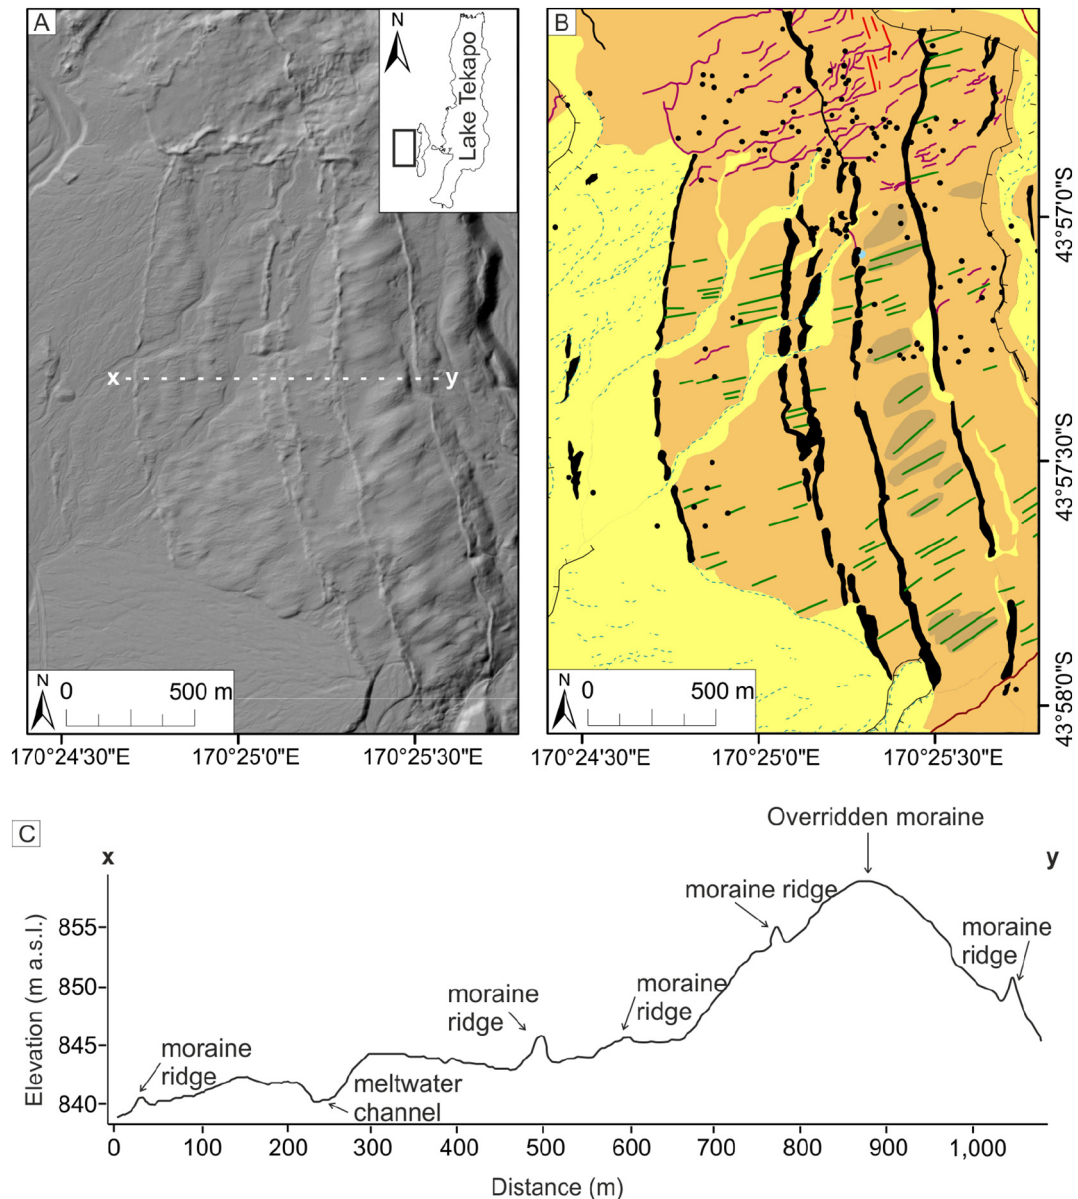 A
N
Lake Tekapo
x
y
N
0
500 m
170°24'30"E
170°25'0"E
170°25'30"E
B
43°57'0"S
43°57'30"S
43°58'0"S
N
0
500 m
170°24'30"E
170°25'0"E
170°25'30"E
C
x
y
Overridden moraine
moraine ridge
moraine
ridge
moraine
ridge
moraine
ridge
moraine
ridge
meltwater
channel
Elevation (m a.s.l.)
855
850
845
840
0
100
200
300
400
500
600
700
800
900
1,000
Distance (m)